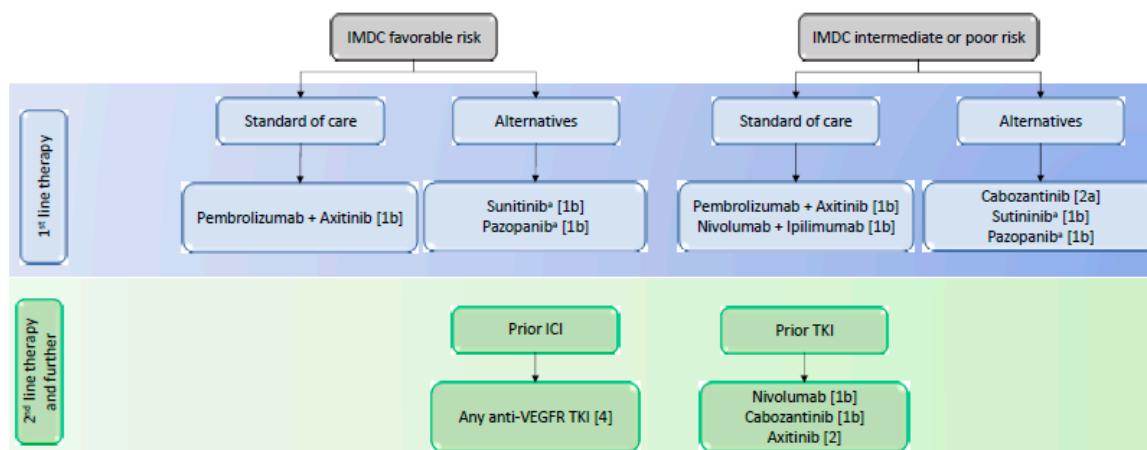 IMDC favorable risk
IMDC intermediate or poor risk
1st line therapy
Standard of care
Alternatives
Standard of care
Alternatives
Pembrolizumab + Axitinib [1b]
Sunitinibᵃ [1b]
Pazopanibᵃ [1b]
Pembrolizumab + Axitinib [1b]
Nivolumab + Ipilimumab [1b]
Cabozantinib [2a]
Sutininibᵃ [1b]
Pazopanibᵃ [1b]
2nd line therapy
and further
Prior ICI
Prior TKI
Any anti-VEGFR TKI [4]
Nivolumab [1b]
Cabozantinib [1b]
Axitinib [2]